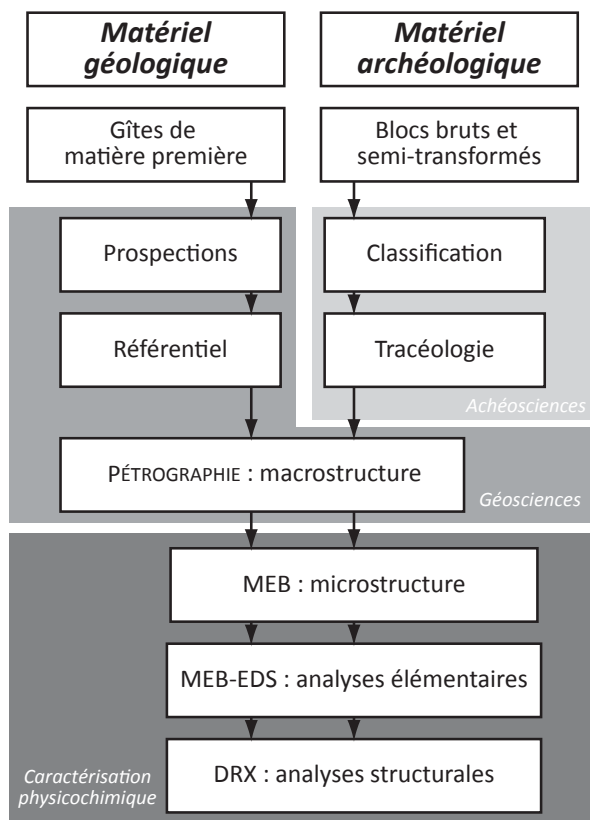 Matériel
géologique
Matériel
archéologique
Gîtes de
matière première
Blocs bruts et
semi-transformés
Prospections
Classification
Référentiel
Tracéologie
Achéosciences
PÉTROGRAPHIE : macrostructure
Géosciences
MEB : microstructure
MEB-EDS : analyses élémentaires
DRX : analyses structurales
Caractérisation
physicochimique